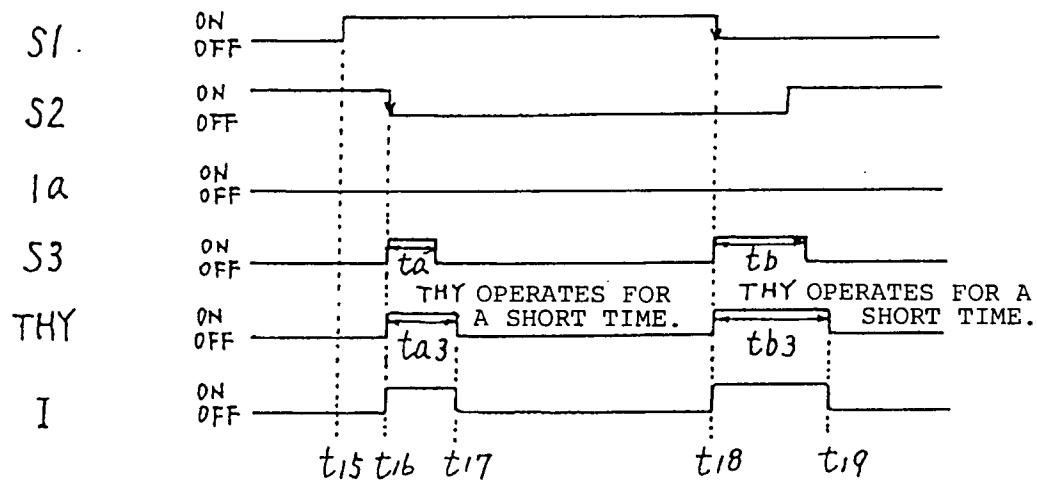 S1
ON
OFF
S2
ON
OFF
1a
ON
OFF
S3
ON
OFF
ta
tb
THY OPERATES FOR A SHORT TIME.
THY OPERATES FOR A SHORT TIME.
THY
ON
OFF
ta3
tb3
I
ON
OFF
t15 t16 t17 t18 t19